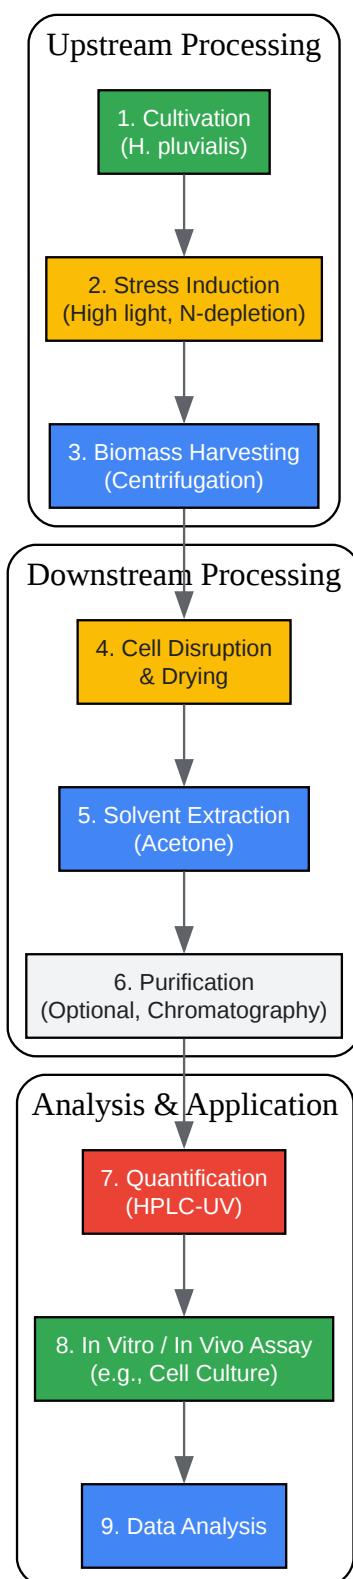 Upstream Processing
1. Cultivation
(H. pluvialis)
2. Stress Induction
(High light, N-depletion)
3. Biomass Harvesting
(Centrifugation)
Downstream Processing
4. Cell Disruption
& Drying
5. Solvent Extraction
(Acetone)
6. Purification
(Optional, Chromatography)
Analysis & Application
7. Quantification
(HPLC-UV)
8. In Vitro / In Vivo Assay
(e.g., Cell Culture)
9. Data Analysis